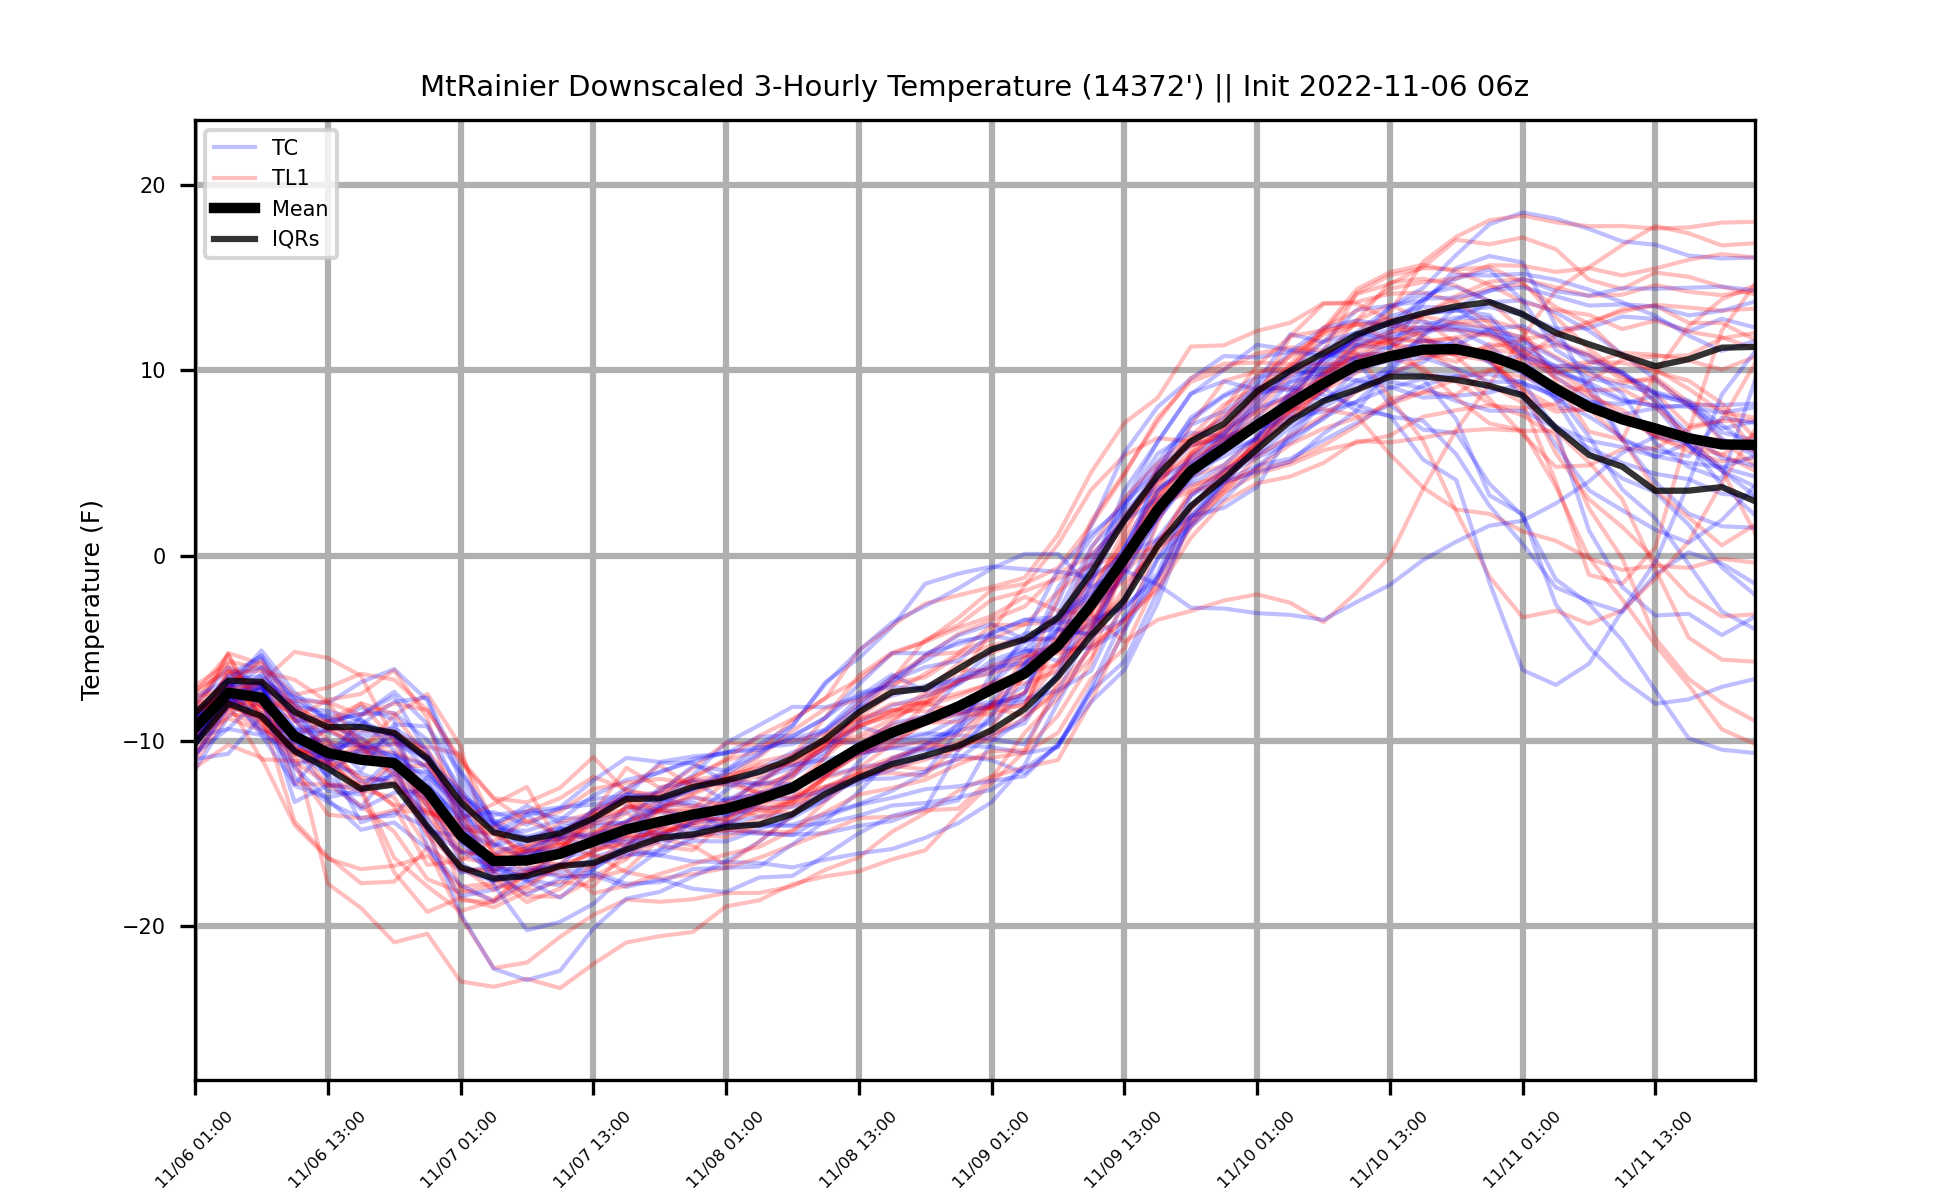 MtRainier Downscaled 3-Hourly Temperature (14372') || Init 2022-11-06 06z
TC
TL1
Mean
IQRs
Temperature (F)
20
10
0
−10
−20
11/06 01:00
11/06 13:00
11/07 01:00
11/07 13:00
11/08 01:00
11/08 13:00
11/09 01:00
11/09 13:00
11/10 01:00
11/10 13:00
11/11 01:00
11/11 13:00